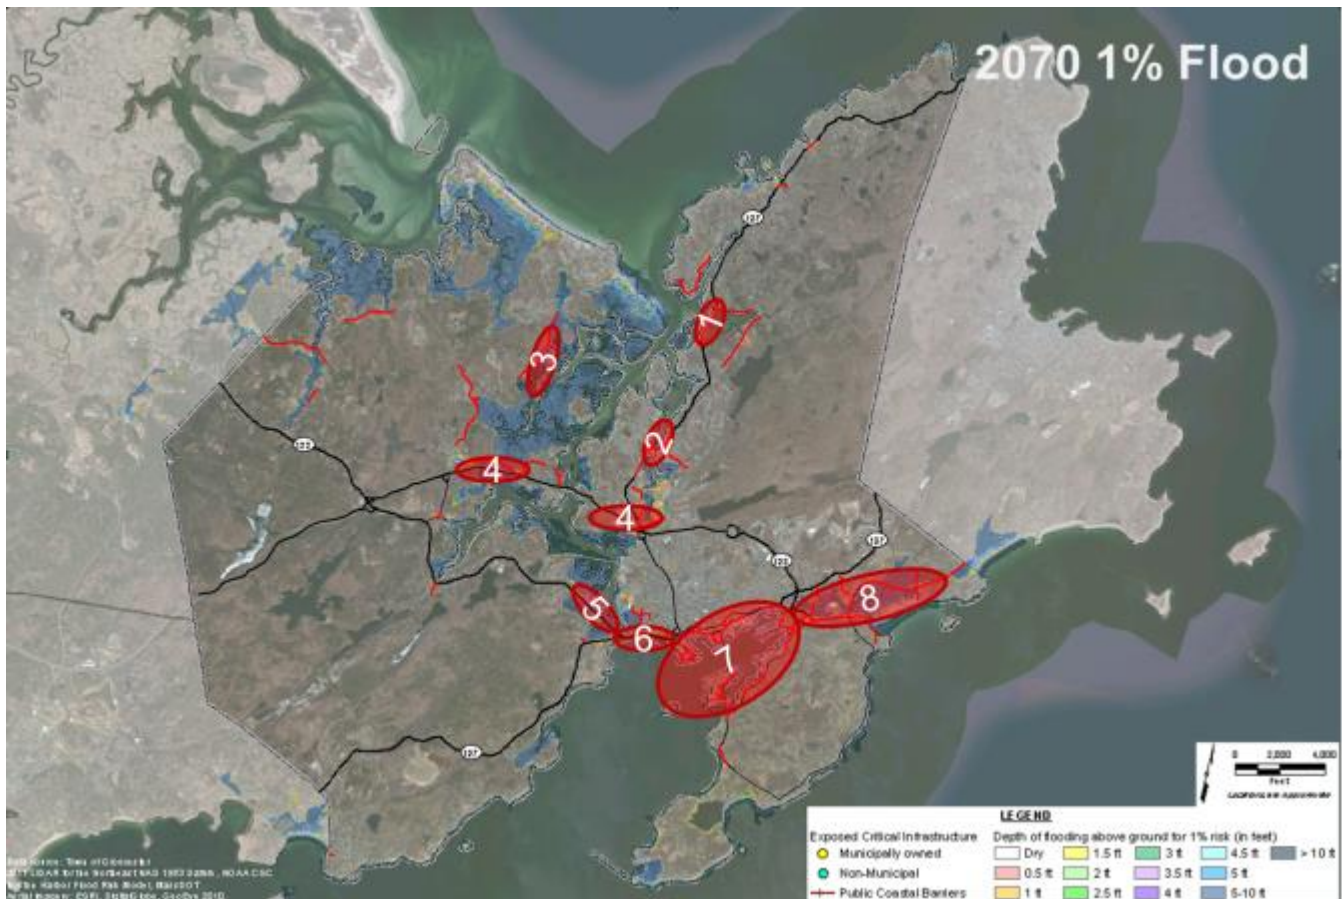 2070 1% Flood
127
1
3
2
133
4
4
128
127
8
5
6
7
127
0 2,000 4,000
Feet
LEGEND
Exposed Critical Infrastructure
Municipally owned
Non-Municipal
Public Coastal Barriers
Depth of flooding above ground for 1% risk (in feet)
Dry 1.5 ft 3 ft 4.5 ft > 10 ft
0.5 ft 2 ft 3.5 ft 5 ft
1 ft 2.5 ft 4 ft 5-10 ft